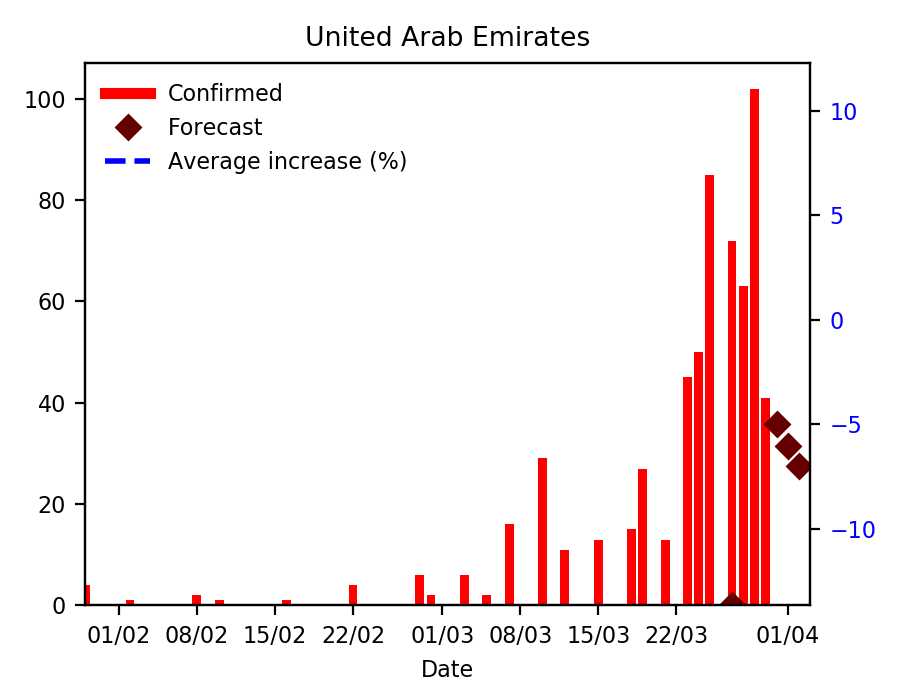 United Arab Emirates
Confirmed
Forecast
Average increase (%)
100
80
60
40
20
0
10
5
0
−5
−10
01/02 08/02 15/02 22/02 01/03 08/03 15/03 22/03 01/04
Date